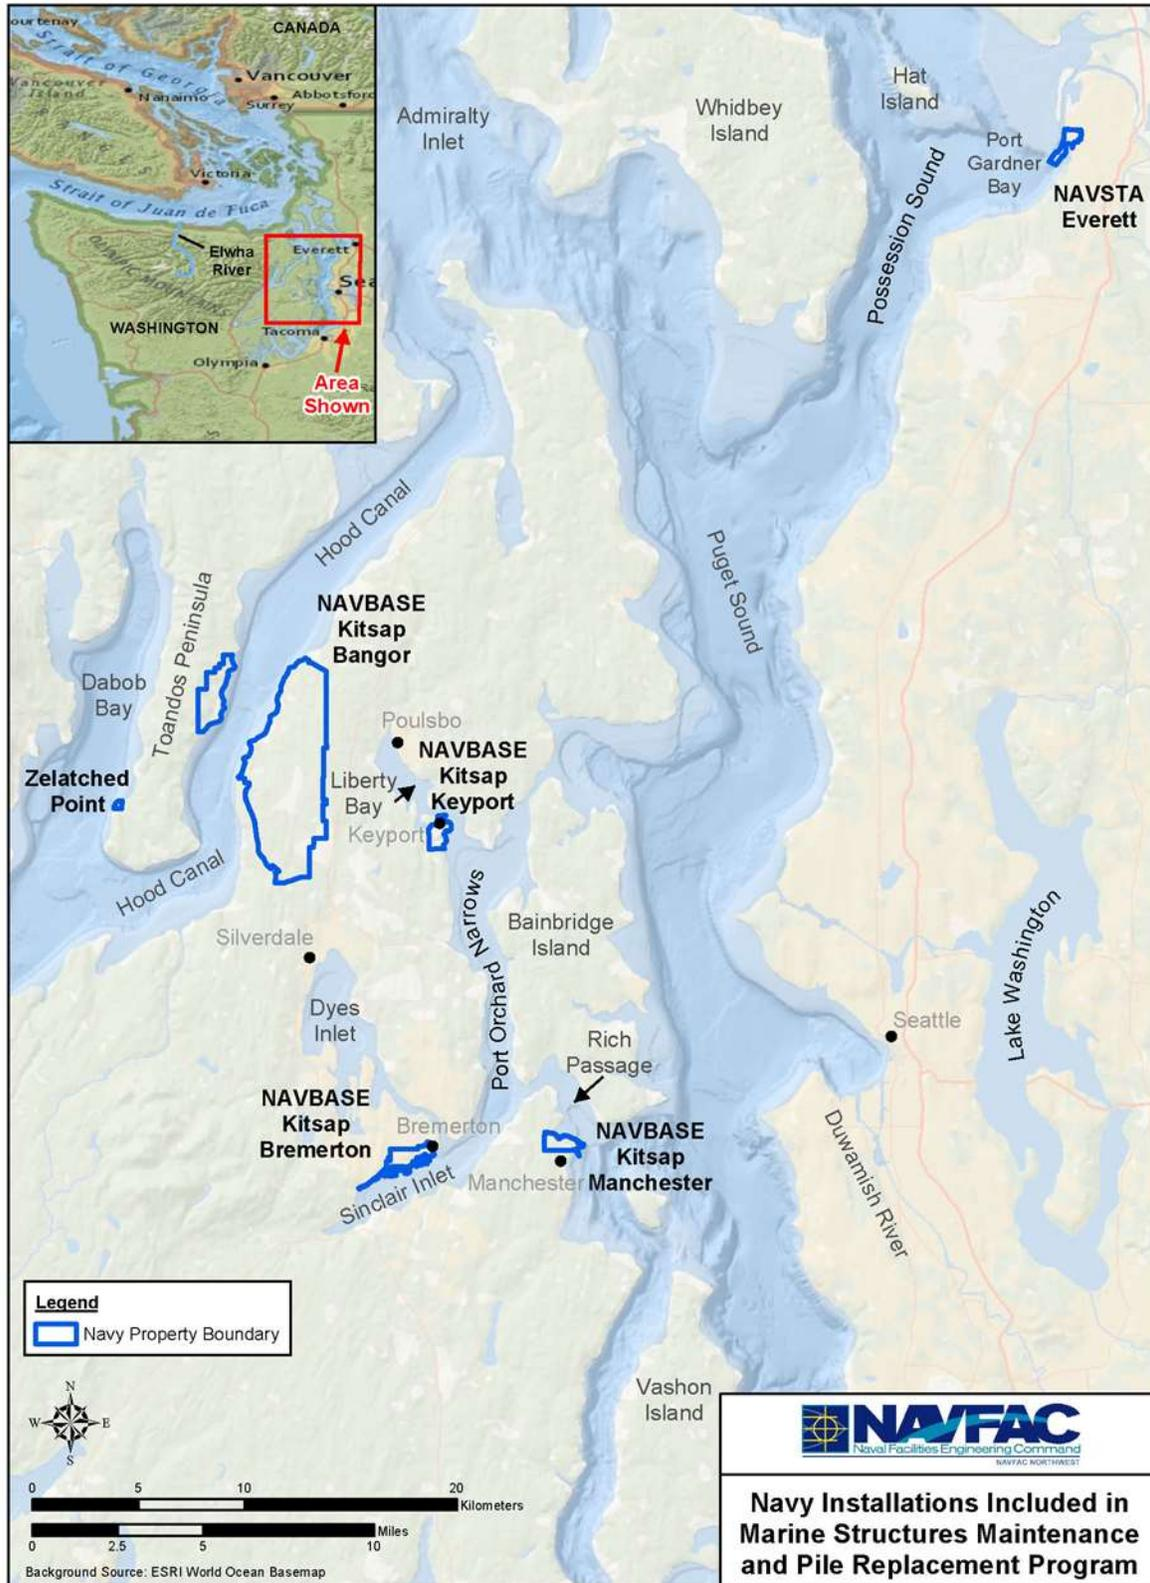 ourtenay
CANADA
Strait of Georgia
Vancouver
Vancouver
Island
Nanaimo
Surrey
Abbotsford
Victoria
Strait of Juan de Fuca
Elwha
River
OLYMPIC MOUNTAINS
Everett
Sea
WASHINGTON
Tacoma
Olympia
Area
Shown
Admiralty
Inlet
Whidbey
Island
Hat
Island
Port
Gardner
Bay
NAVSTA
Everett
Possession Sound
Hood Canal
Puget Sound
NAVBASE
Kitsap
Bangor
Toandos Peninsula
Dabob
Bay
Zelatched
Point
Poulsbo
NAVBASE
Kitsap
Keyport
Liberty
Bay
Keyport
Hood Canal
Port Orchard Narrows
Bainbridge
Island
Silverdale
Dyes
Inlet
Lake Washington
Seattle
Rich
Passage
NAVBASE
Kitsap
Bremerton
Bremerton
NAVBASE
Kitsap
Manchester
Manchester
Sinclair Inlet
Duwamish River
Vashon
Island
Legend
Navy Property Boundary
N
W
E
S
0 5 10 20
Kilometers
Miles
0 2.5 5 10
Background Source: ESRI World Ocean Basemap
NAVFAC
Naval Facilities Engineering Command
NAVFAC NORTHWEST
Navy Installations Included in
Marine Structures Maintenance
and Pile Replacement Program